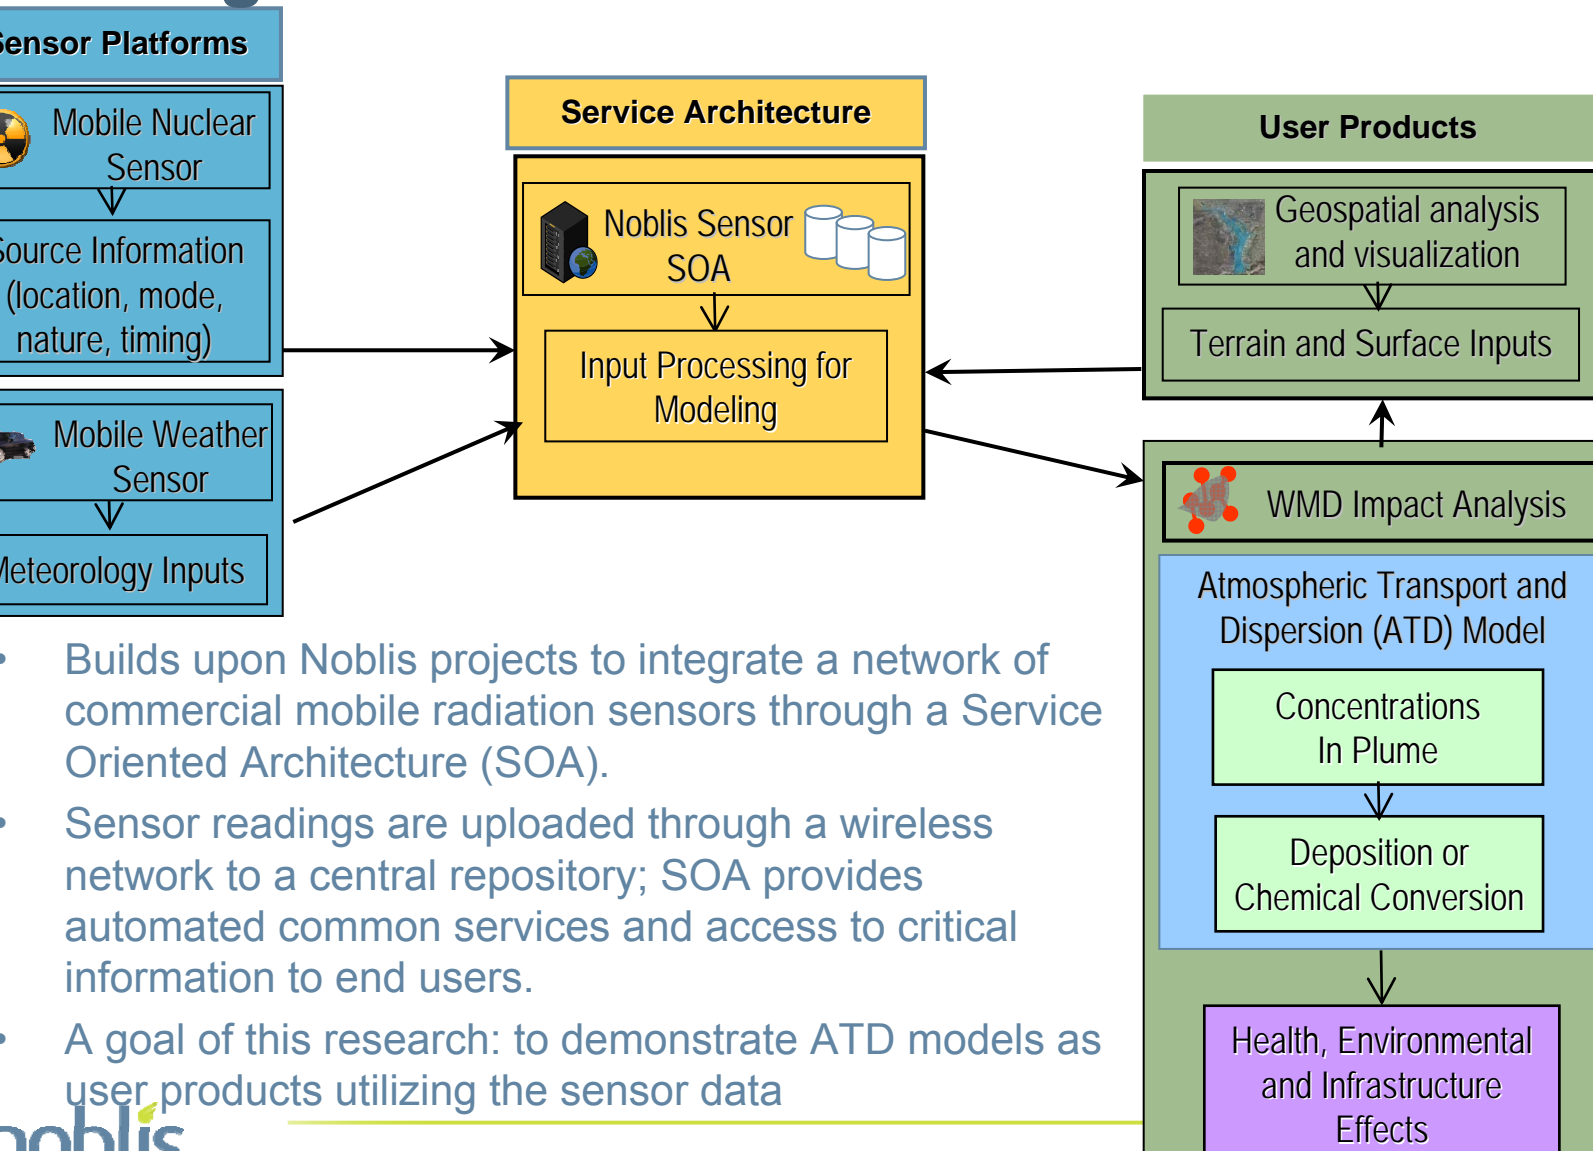 Sensor Platforms
Mobile Nuclear
Sensor
Source Information
(location, mode,
nature, timing)
Mobile Weather
Sensor
Meteorology Inputs
Service Architecture
Noblis Sensor
SOA
Input Processing for
Modeling
User Products
Geospatial analysis
and visualization
Terrain and Surface Inputs
WMD Impact Analysis
Atmospheric Transport and
Dispersion (ATD) Model
Concentrations
In Plume
Deposition or
Chemical Conversion
Health, Environmental
and Infrastructure
Effects
• Builds upon Noblis projects to integrate a network of
commercial mobile radiation sensors through a Service
Oriented Architecture (SOA).
• Sensor readings are uploaded through a wireless
network to a central repository; SOA provides
automated common services and access to critical
information to end users.
• A goal of this research: to demonstrate ATD models as
user products utilizing the sensor data
noblis